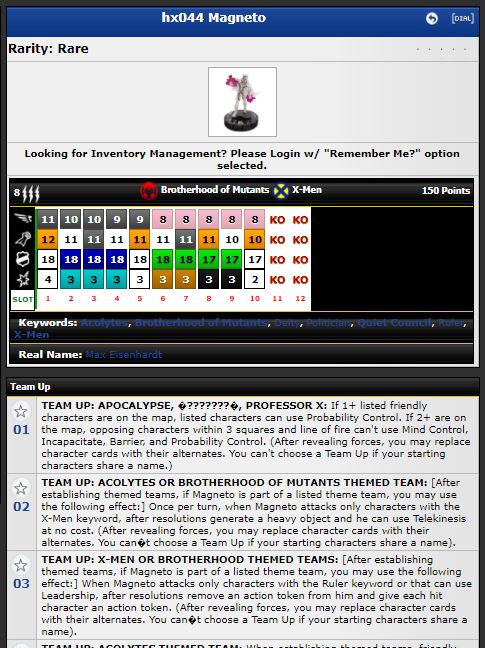 hx044 Magneto
[DIAL]
Rarity: Rare
Looking for Inventory Management? Please Login w/ "Remember Me?" option
selected.
8 Brotherhood of Mutants X-Men 150 Points
11 10 10 9 9 8 8 8 8 8 KO KO
12 11 11 11 11 11 11 11 10 10 KO KO
18 18 18 18 18 18 18 18 17 17 KO KO
4 3 3 3 3 3 3 3 3 2 KO KO
SLOT 1 2 3 4 5 6 7 8 9 10 11 12
Keywords: Acolytes, Brotherhood of Mutants, Deity, Politician, Quiet Council, Ruler,
X-Men
Real Name: Max Eisenhardt
Team Up
01
TEAM UP: APOCALYPSE, �???????�, PROFESSOR X: If 1+ listed friendly
characters are on the map, listed characters can use Probability Control. If 2+ are on
the map, opposing characters within 3 squares and line of fire can't use Mind Control,
Incapacitate, Barrier, and Probability Control. (After revealing forces, you may replace
character cards with their alternates. You can't choose a Team Up if your starting
characters share a name.)
02
TEAM UP: ACOLYTES OR BROTHERHOOD OF MUTANTS THEMED TEAM: [After
establishing themed teams, if Magneto is part of a listed theme team, you may use
the following effect:] Once per turn, when Magneto attacks only characters with the
X-Men keyword, after resolutions generate a heavy object and he can use Telekinesis
at no cost. (After revealing forces, you may replace character cards with their
alternates. You can�t choose a Team Up if your starting characters share a name).
03
TEAM UP: X-MEN OR BROTHERHOOD THEMED TEAMS: [After establishing
themed teams, if Magneto is part of a listed theme team, you may use the following
effect:] When Magneto attacks only characters with the Ruler keyword or that can use
Leadership, after resolutions remove an action token from him and give each hit
character an action token. (After revealing forces, you may replace character cards
with their alternates. You can�t choose a Team Up if your starting characters share a
name).